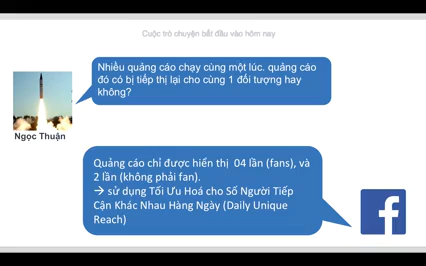 Cuộc trò chuyện bắt đầu vào hôm nay
Nhiều quảng cáo chạy cùng một lúc. quảng cáo
đó có bị tiếp thị lại cho cùng 1 đối tượng hay
không?
Ngọc Thuận
Quảng cáo chỉ được hiển thị 04 lần (fans), và
2 lần (không phải fan).
→ sử dụng Tối Ưu Hoá cho Số Người Tiếp
Cận Khác Nhau Hàng Ngày (Daily Unique
Reach)